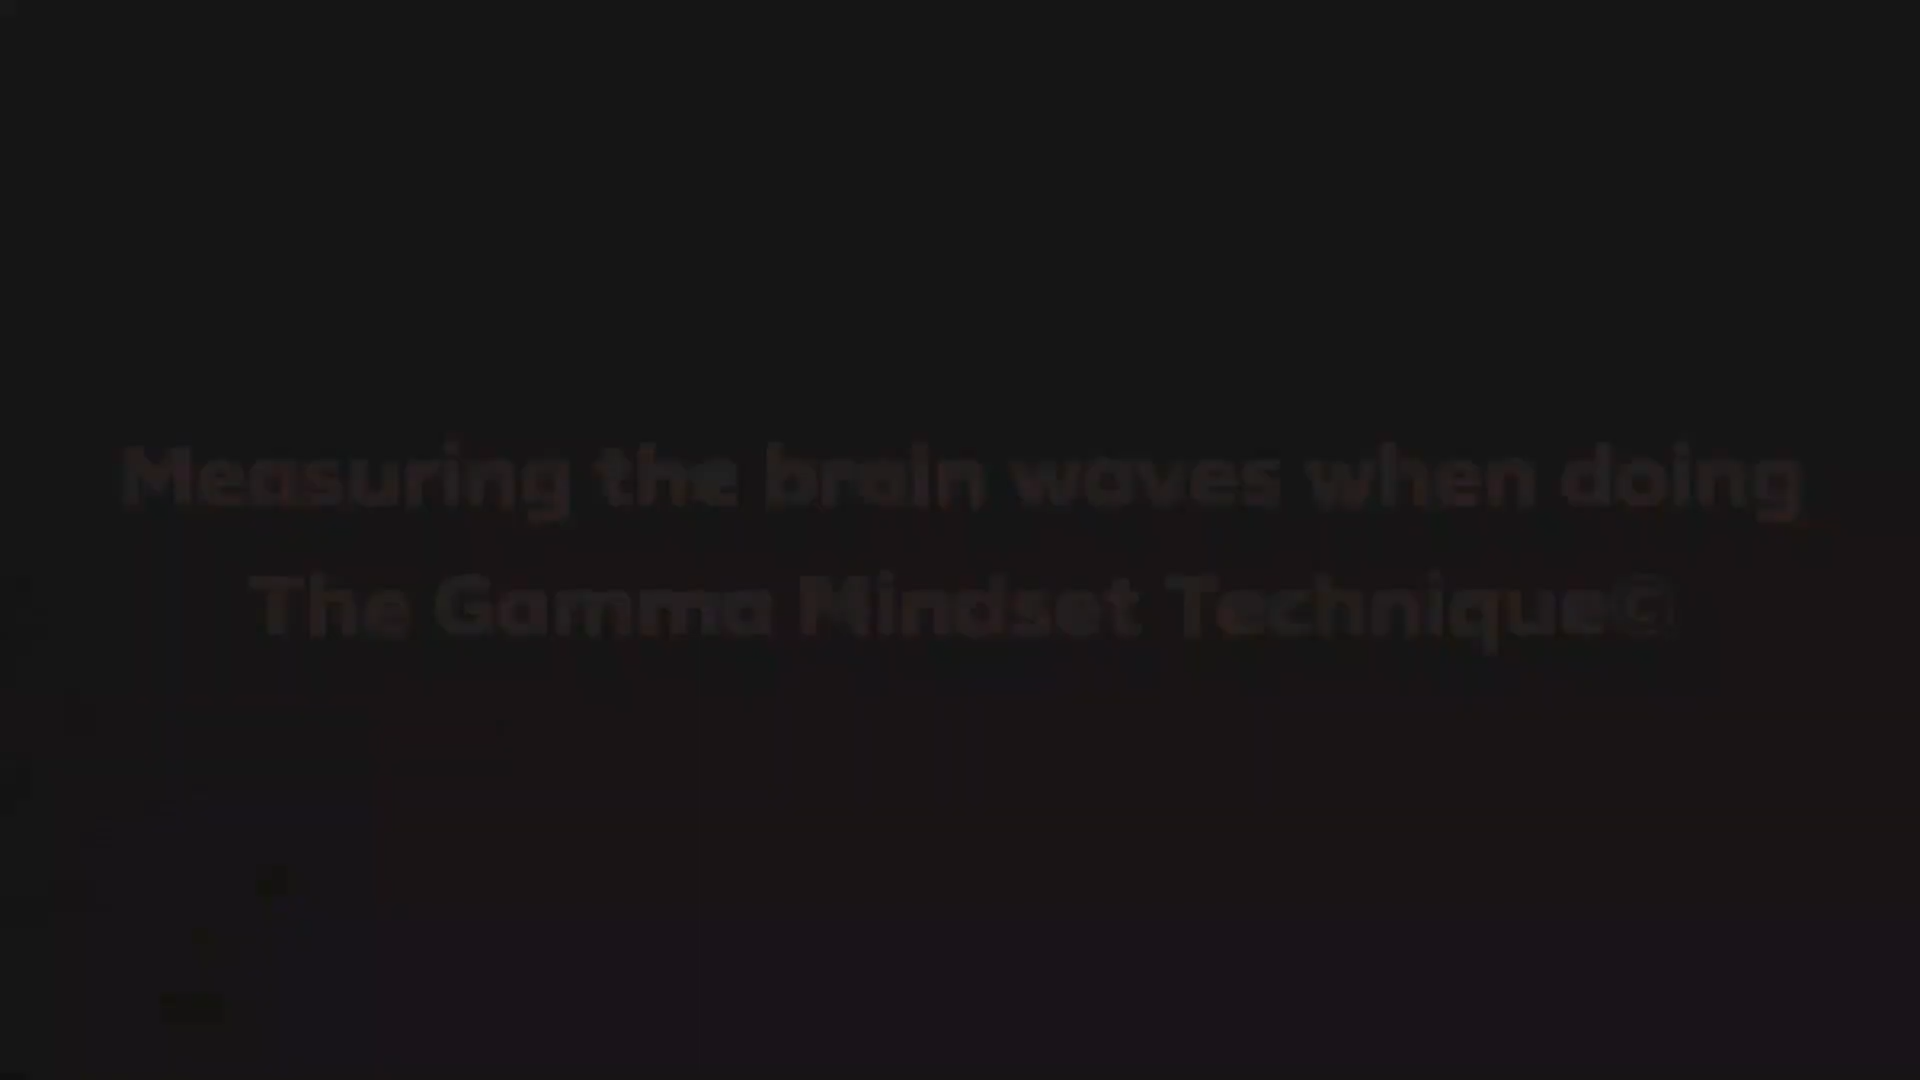 Measuring the brain waves when doing
The Gamma Mindset Technique©